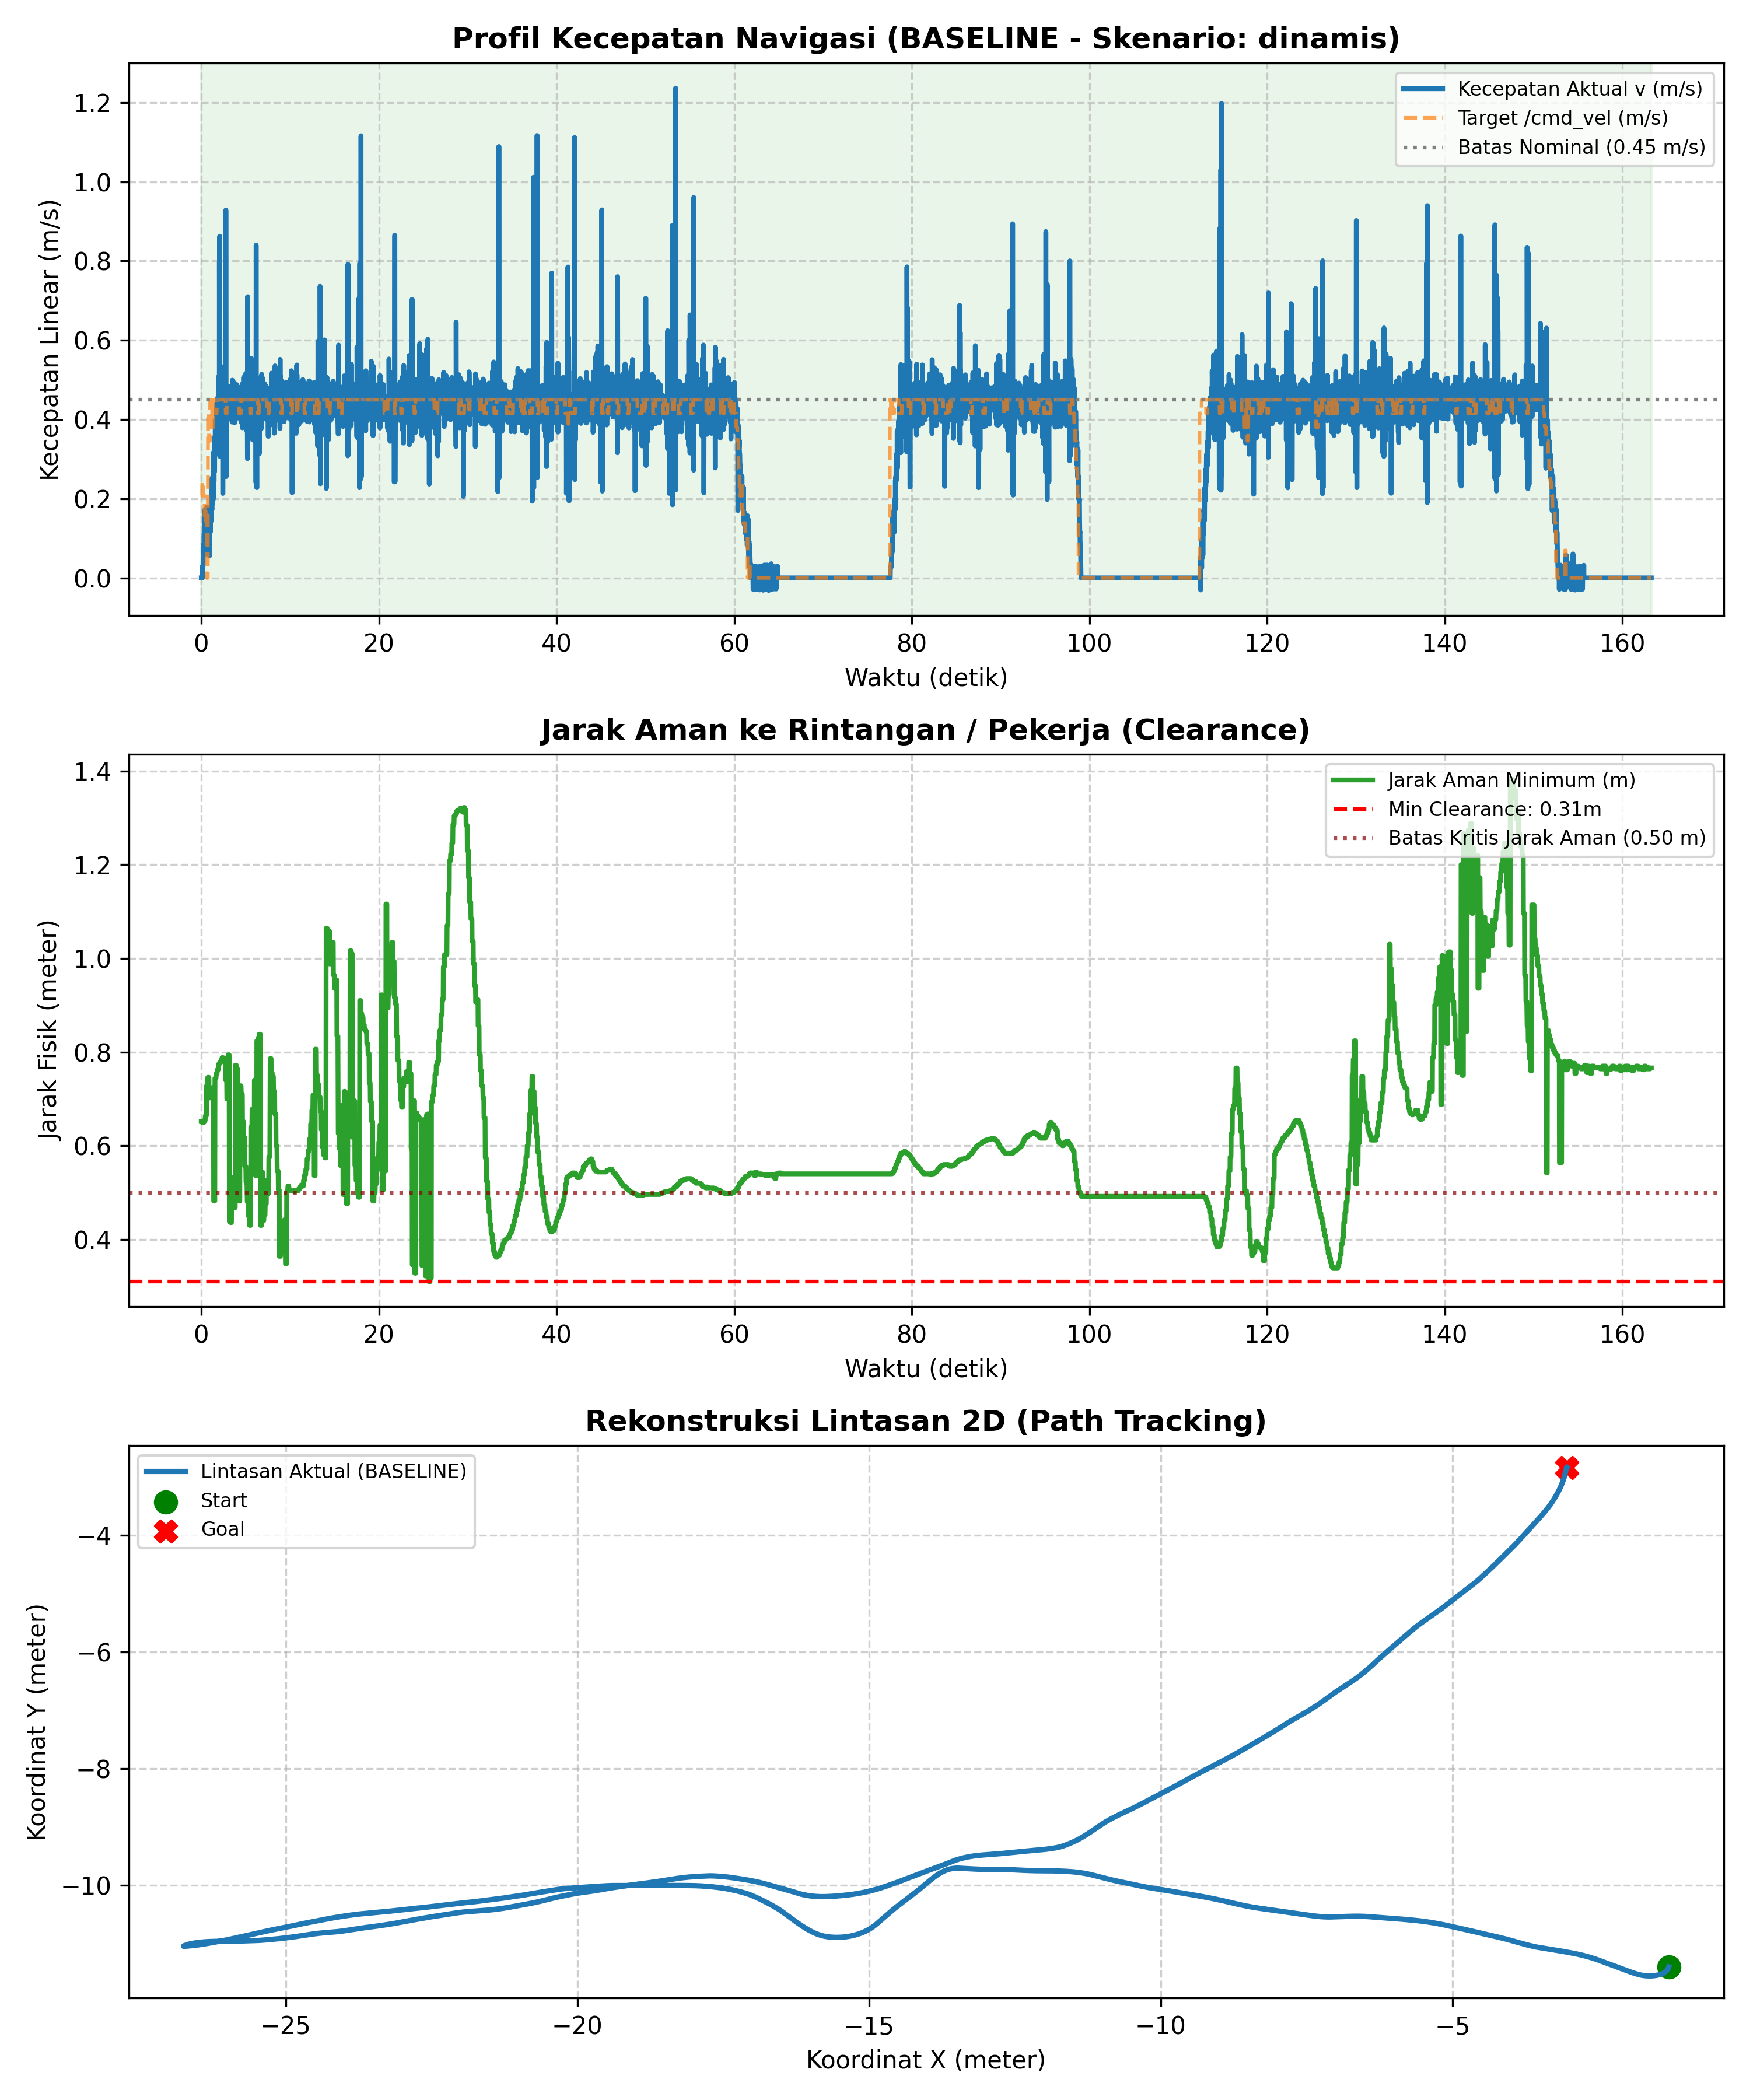 Profil Kecepatan Navigasi (BASELINE - Skenario: dinamis)
Kecepatan Linear (m/s)
1.2
1.0
0.8
0.6
0.4
0.2
0.0
Kecepatan Aktual v (m/s)
Target /cmd_vel (m/s)
Batas Nominal (0.45 m/s)
0 20 40 60 80 100 120 140 160
Waktu (detik)
Jarak Aman ke Rintangan / Pekerja (Clearance)
Jarak Fisik (meter)
1.4
1.2
1.0
0.8
0.6
0.4
Jarak Aman Minimum (m)
Min Clearance: 0.31m
Batas Kritis Jarak Aman (0.50 m)
0 20 40 60 80 100 120 140 160
Waktu (detik)
Rekonstruksi Lintasan 2D (Path Tracking)
Koordinat Y (meter)
Lintasan Aktual (BASELINE)
Start
Goal
−4
−6
−8
−10
−25 −20 −15 −10 −5
Koordinat X (meter)